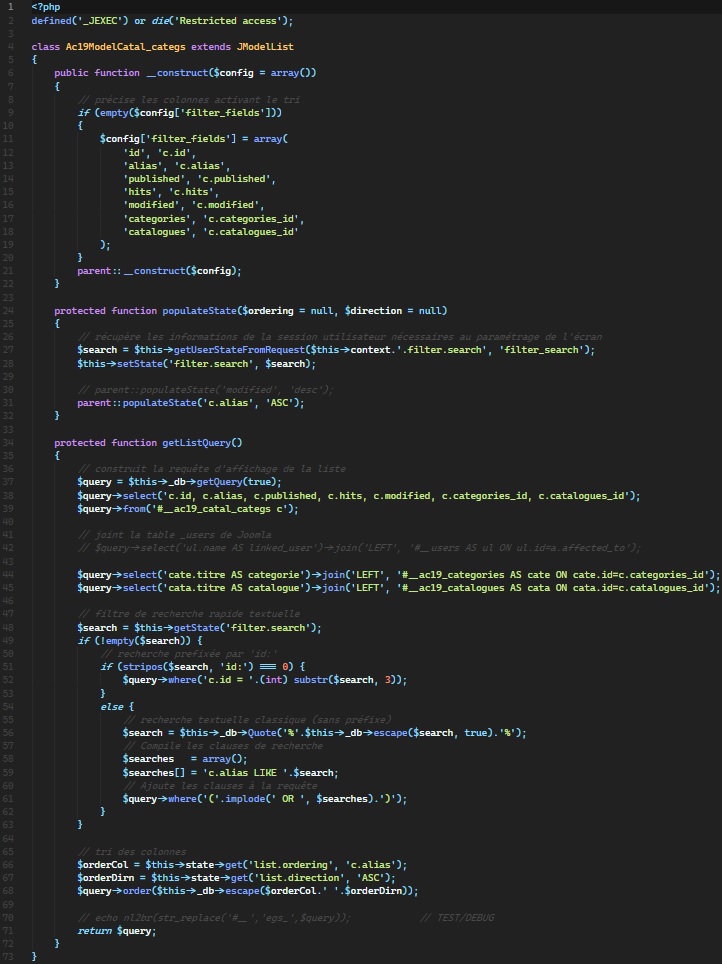 1 <?php
2 defined('_JEXEC') or die('Restricted access');
3
4 class Ac19ModelCatal_categs extends JModelList
5 {
6 public function __construct($config = array())
7 {
8 // précise les colonnes activant le tri
9 if (empty($config['filter_fields']))
10 {
11 $config['filter_fields'] = array(
12 'id', 'c.id',
13 'alias', 'c.alias',
14 'published', 'c.published',
15 'hits', 'c.hits',
16 'modified', 'c.modified',
17 'categories', 'c.categories_id',
18 'catalogues', 'c.catalogues_id'
19 );
20 }
21 parent::__construct($config);
22 }
23
24 protected function populateState($ordering = null, $direction = null)
25 {
26 // récupère les informations de la session utilisateur nécessaires au paramétrage de l'écran
27 $search = $this->getUserStateFromRequest($this->context.'.filter.search', 'filter_search');
28 $this->setState('filter.search', $search);
29
30 // parent::populateState('modified', 'desc');
31 parent::populateState('c.alias', 'ASC');
32 }
33
34 protected function getListQuery()
35 {
36 // construit la requête d'affichage de la liste
37 $query = $this->_db->getQuery(true);
38 $query->select('c.id, c.alias, c.published, c.hits, c.modified, c.categories_id, c.catalogues_id');
39 $query->from('#__ac19_catal_categs c');
40
41 // joint la table _users de Joomla
42 // $query->select('ul.name AS linked_user')->join('LEFT', '#__users AS ul ON ul.id=a.affected_to');
43
44 $query->select('cate.titre AS categorie')->join('LEFT', '#__ac19_categories AS cate ON cate.id=c.categories_id');
45 $query->select('cata.titre AS catalogue')->join('LEFT', '#__ac19_catalogues AS cata ON cata.id=c.catalogues_id');
46
47 // filtre de recherche rapide textuelle
48 $search = $this->getState('filter.search');
49 if (!empty($search)) {
50 // recherche prefixée par 'id:'
51 if (stripos($search, 'id:') === 0) {
52 $query->where('c.id = '.(int) substr($search, 3));
53 }
54 else {
55 // recherche textuelle classique (sans préfixe)
56 $search = $this->_db->Quote('%'.$this->_db->escape($search, true).'%');
57 // Compile les clauses de recherche
58 $searches = array();
59 $searches[] = 'c.alias LIKE '.$search;
60 // Ajoute les clauses à la requête
61 $query->where('('.implode(' OR ', $searches).')');
62 }
63 }
64
65 // tri des colonnes
66 $orderCol = $this->state->get('list.ordering', 'c.alias');
67 $orderDirn = $this->state->get('list.direction', 'ASC');
68 $query->order($this->_db->escape($orderCol.' '.$orderDirn));
69
70 // echo nl2br(str_replace('#__','egs_',$query)); // TEST/DEBUG
71 return $query;
72 }
73 }